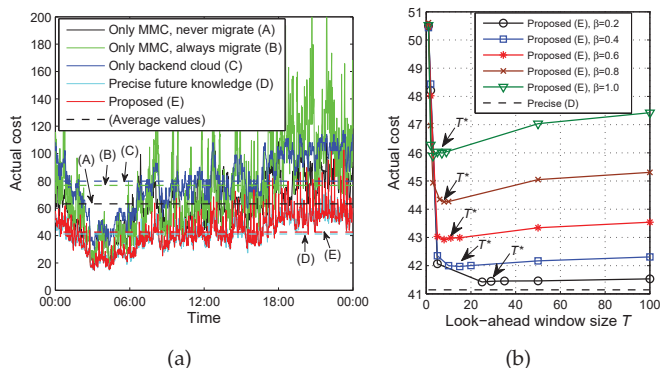 200
180
160
140
120
100
80
60
40
20
0
Actual cost
Only MMC, never migrate (A)
Only MMC, always migrate (B)
Only backend cloud (C)
Precise future knowledge (D)
Proposed (E)
(Average values)
(A)
(B)
(C)
(D)
(E)
00:00
06:00
12:00
18:00
00:00
Time
(a)
51
50
49
48
47
46
45
44
43
42
41
Actual cost
Proposed (E), β=0.2
Proposed (E), β=0.4
Proposed (E), β=0.6
Proposed (E), β=0.8
Proposed (E), β=1.0
Precise (D)
T*
T*
T*
T*
T*
0
20
40
60
80
100
Look−ahead window size T
(b)